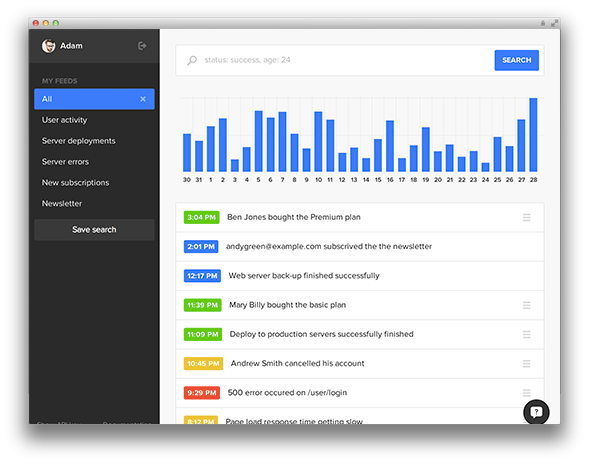 Adam
MY FEEDS
All
User activity
Server deployments
Server errors
New subscriptions
Newsletter
Save search
status: success, age: 24
SEARCH
30 31 1 2 3 4 5 6 7 8 9 10 11 12 13 14 15 16 17 18 19 20 21 22 23 24 25 26 27 28
3:04 PM Ben Jones bought the Premium plan
2:01 PM andygreen@example.com subscrived the the newsletter
12:17 PM Web server back-up finished successfully
11:39 PM Mary Billy bought the basic plan
11:09 PM Deploy to production servers successfully finished
10:45 PM Andrew Smith cancelled his account
9:29 PM 500 error occured on /user/login
8:12 PM Page load response time getting slow